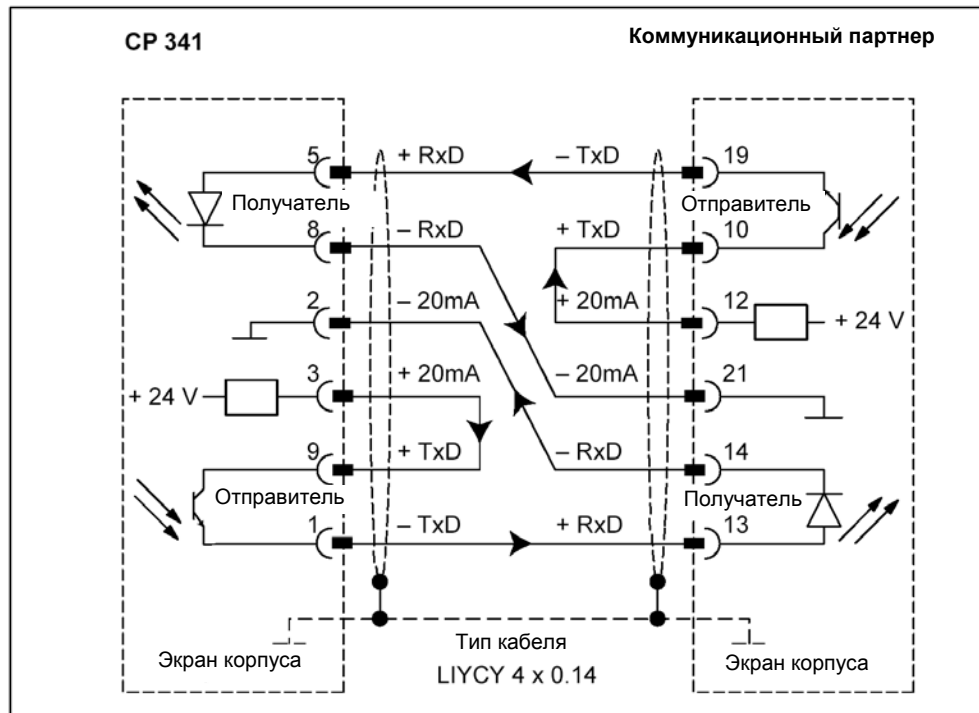 CP 341
Коммуникационный партнер
5 + RxD – TxD 19
Получатель
Отправитель
8 – RxD + TxD 10
2 – 20mA + 20mA 12
+ 24 V
3 + 20mA – 20mA 21
+ 24 V
9 + TxD – RxD 14
Отправитель
Получатель
1 – TxD + RxD 13
Экран корпуса
Тип кабеля
LIYCY 4 x 0.14
Экран корпуса